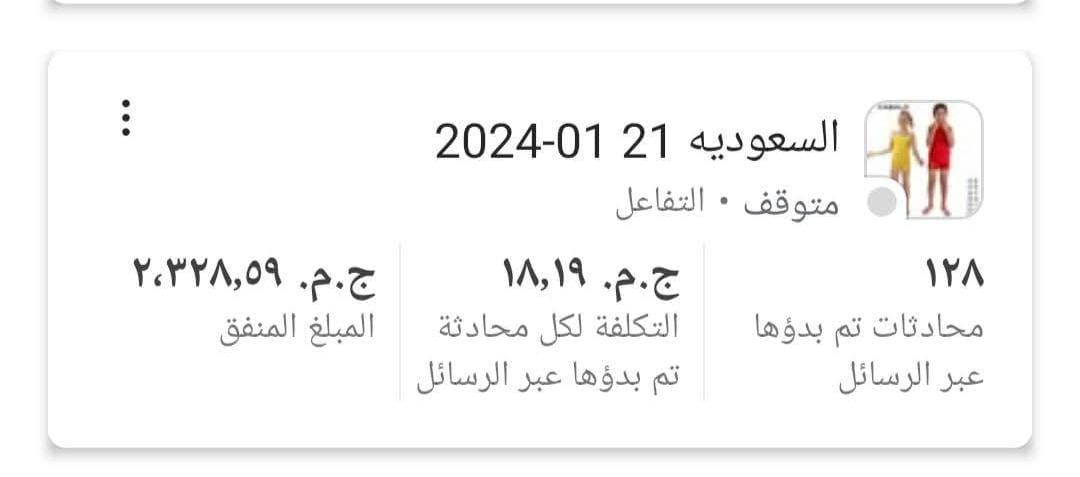 السعوديه 21 2024-01
متوقف • التفاعل
١٢٨
محادثات تم بدؤها
عبر الرسائل
ج.م. ١٨,١٩
التكلفة لكل محادثة
تم بدؤها عبر الرسائل
ج.م. ٢،٣٢٨,٥٩
المبلغ المنفق